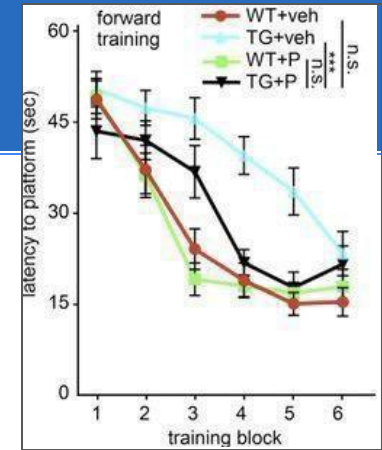 forward
training
WT+veh
TG+veh
WT+P
TG+P
n.s.
***
n.s.
latency to platform (sec)
60
45
30
15
0
1 2 3 4 5 6
training block